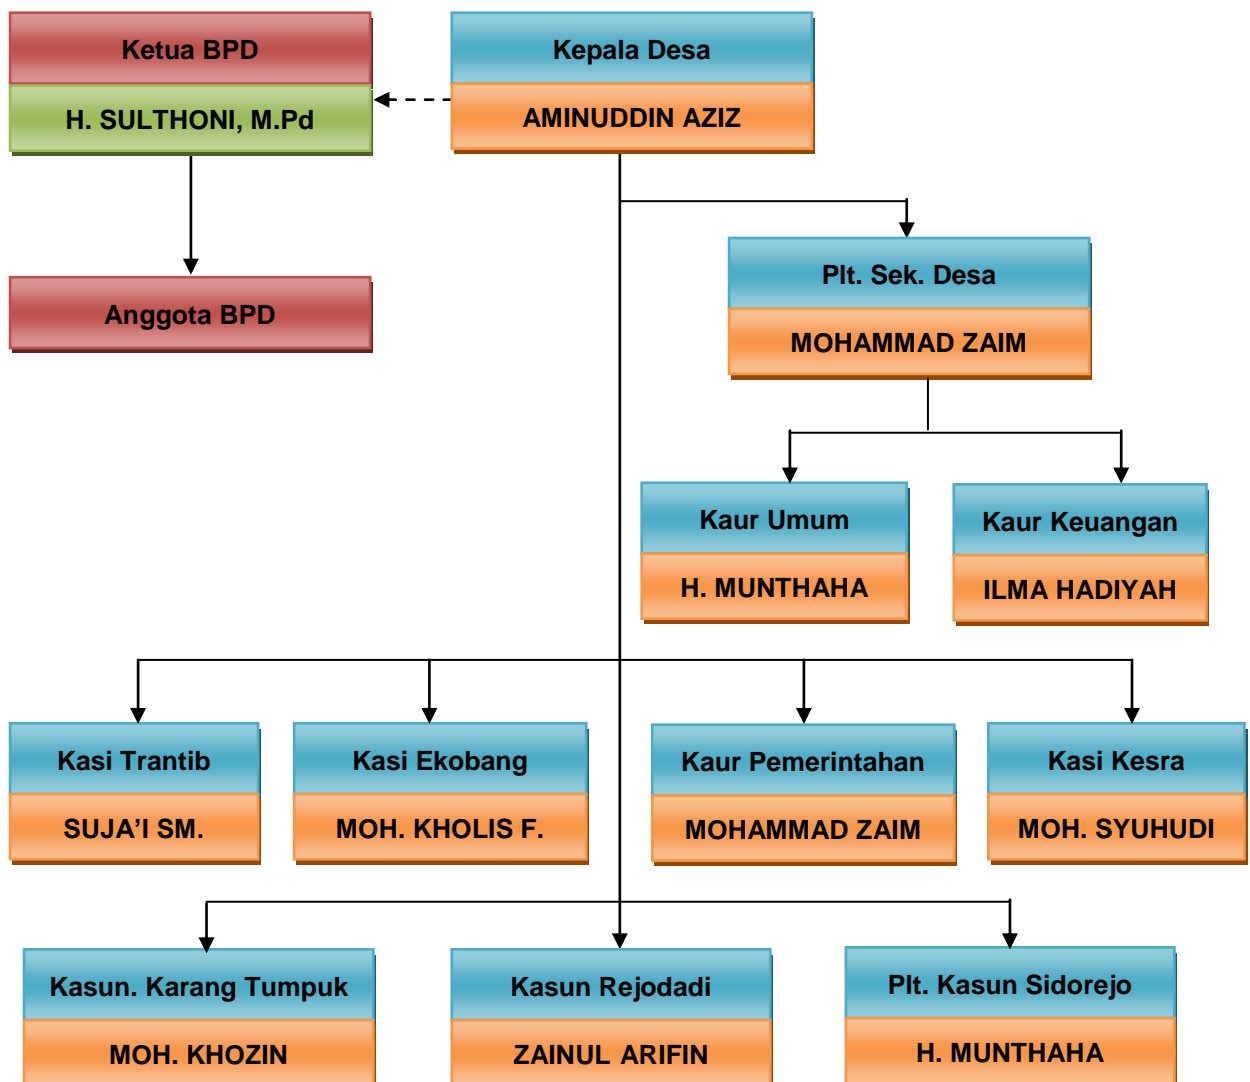 Ketua BPD
H. SULTHONI, M.Pd
Kepala Desa
AMINUDDIN AZIZ
Anggota BPD
Plt. Sek. Desa
MOHAMMAD ZAIM
Kaur Umum
H. MUNTHAHA
Kaur Keuangan
ILMA HADIYAH
Kasi Trantib
SUJA’I SM.
Kasi Ekobang
MOH. KHOLIS F.
Kaur Pemerintahan
MOHAMMAD ZAIM
Kasi Kesra
MOH. SYUHUDI
Kasun. Karang Tumpuk
MOH. KHOZIN
Kasun Rejodadi
ZAINUL ARIFIN
Plt. Kasun Sidorejo
H. MUNTHAHA